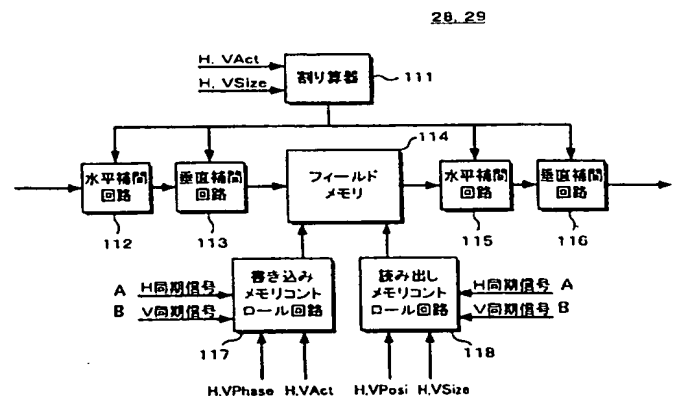 28, 29
H, VAct
H, VSize
割り算器
111
114
水平補間
回路
112
垂直補間
回路
113
フィールド
メモリ
水平補間
回路
115
垂直補間
回路
116
A H同期信号
B V同期信号
書き込み
メモリコント
ロール回路
117
読み出し
メモリコント
ロール回路
118
H同期信号 A
V同期信号 B
H,VPhase H,VAct
H,VPosi H,VSize